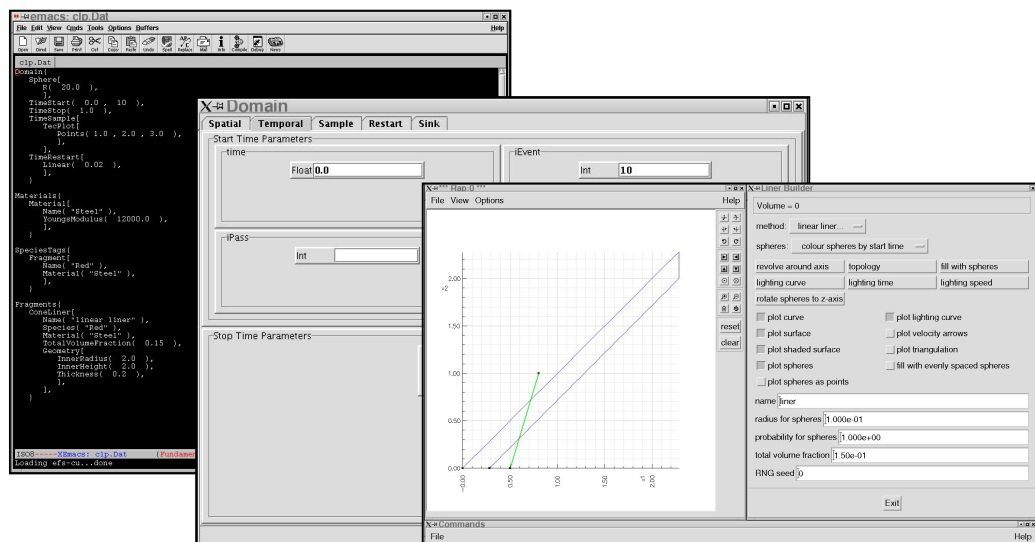 emacs: clp.Dat
File Edit View Cmds Tools Options Buffers Help
Open Dired Save Print Cut Copy Paste Undo Spell Replace Mail Info Compile Debug News
clp.Dat
Domain{
Sphere[
R( 20.0 ),
],
TimeStart( 0.0 , 10 ),
TimeStop( 1.0 ),
TimeSample[
TecPlot[
Points( 1.0 , 2.0 , 3.0 ),
],
],
TimeRestart[
Linear( 0.02 ),
],
}
Materials{
Material[
Name( "Steel" ),
YoungsModulus( 12000.0 ),
],
}
SpeciesTags{
Fragment[
Name( "Red" ),
Material( "Steel" ),
],
}
Fragments{
ConeLiner[
Name( "linear liner" ),
Species( "Red" ),
Material( "Steel" ),
TotalVolumeFraction( 0.15 ),
Geometry[
InnerRadius( 2.0 ),
InnerHeight( 2.0 ),
Thickness( 0.2 ),
],
],
}
ISO8-----XEmacs: clp.Dat (Fundamen
Loading efs-cu...done
Domain
Spatial Temporal Sample Restart Sink
Start Time Parameters
time
Float 0.0
iEvent
Int 10
iPass
Int
Stop Time Parameters
*** Rap:0 ***
File View Options Help
reset
clear
x2
2.00
1.50
1.00
0.50
0.00
-0.00 0.50 1.00 1.50 2.00
Liner Builder
Volume = 0
method: linear liner...
spheres: colour spheres by start time
revolve around axis topology fill with spheres
lighting curve lighting time lighting speed
rotate spheres to z-axis
plot curve plot lighting curve
plot surface plot velocity arrows
plot shaded surface plot triangulation
plot spheres fill with evenly spaced spheres
plot spheres as points
name liner
radius for spheres 1.000e-01
probability for spheres 1.000e+00
total volume fraction 1.50e-01
RNG seed 0
Exit
Commands
File Help